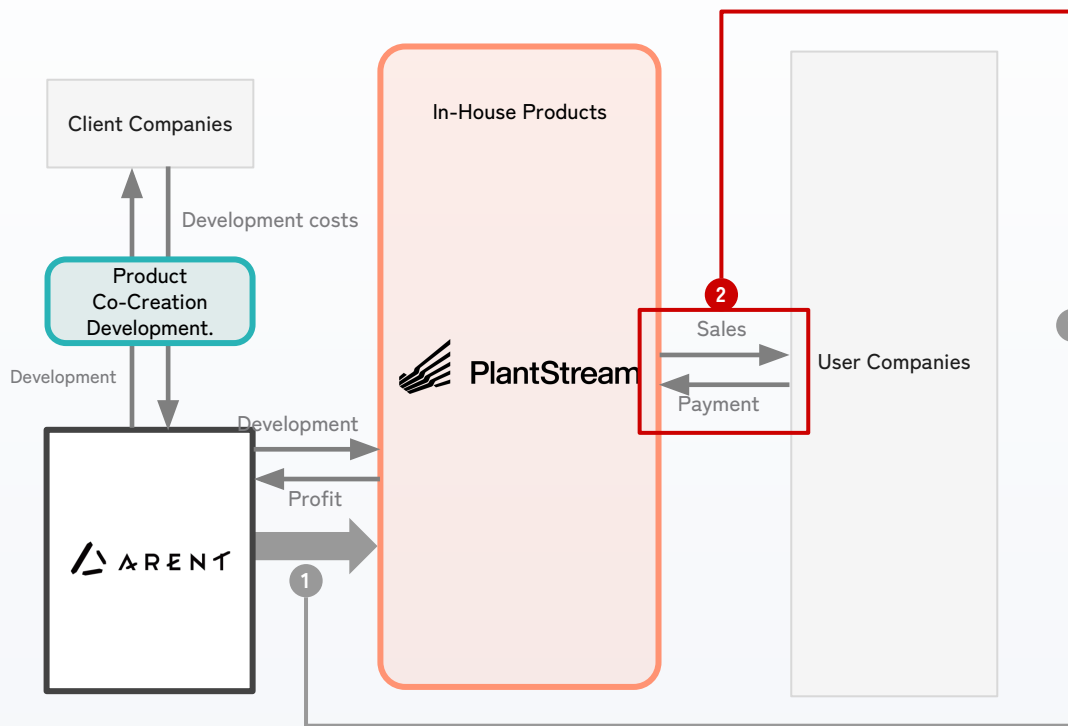 In-House Products
Client Companies
Development costs
Product
Co-Creation
Development.
2
Sales
User Companies
PlantStream
Development
Payment
Development
Profit
ARENT
1